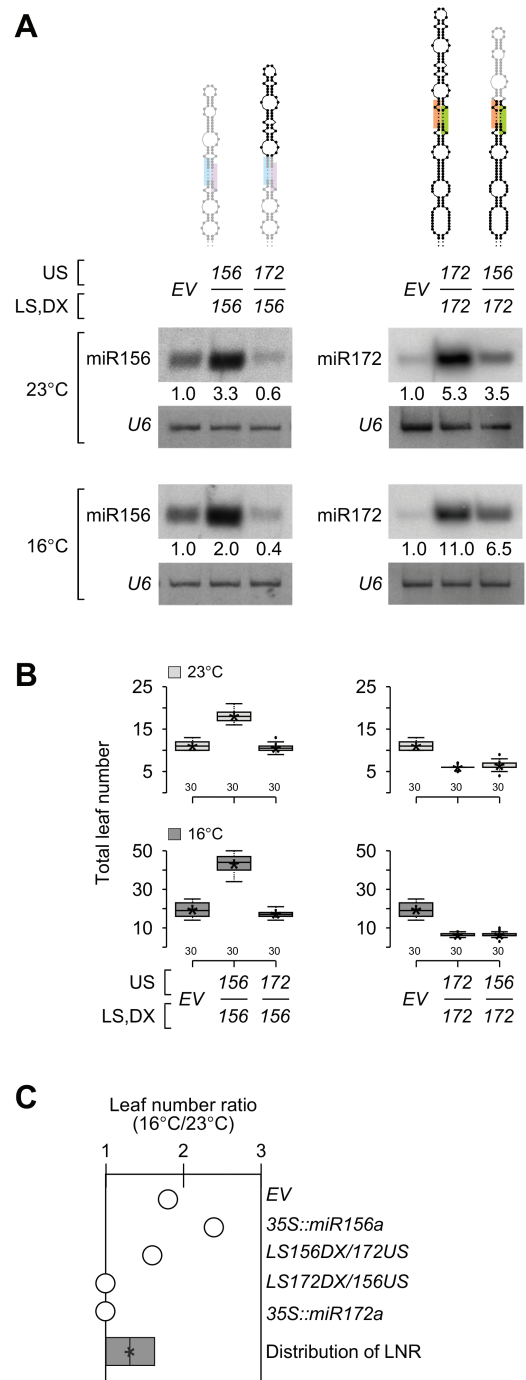 A
US EV 156 172 EV 172 156
LS,DX 156 156 172 172
23°C
miR156 miR172
1.0 3.3 0.6 1.0 5.3 3.5
U6 U6
16°C
miR156 miR172
1.0 2.0 0.4 1.0 11.0 6.5
U6 U6
B
23°C
Total leaf number
25 25
15 15
5 5
30 30 30 30 30 30
16°C
50 50
30 30
10 10
30 30 30 30 30 30
US EV 156 172 EV 172 156
LS,DX 156 156 172 172
C
Leaf number ratio
(16°C/23°C)
1 2 3
EV
35S::miR156a
LS156DX/172US
LS172DX/156US
35S::miR172a
Distribution of LNR